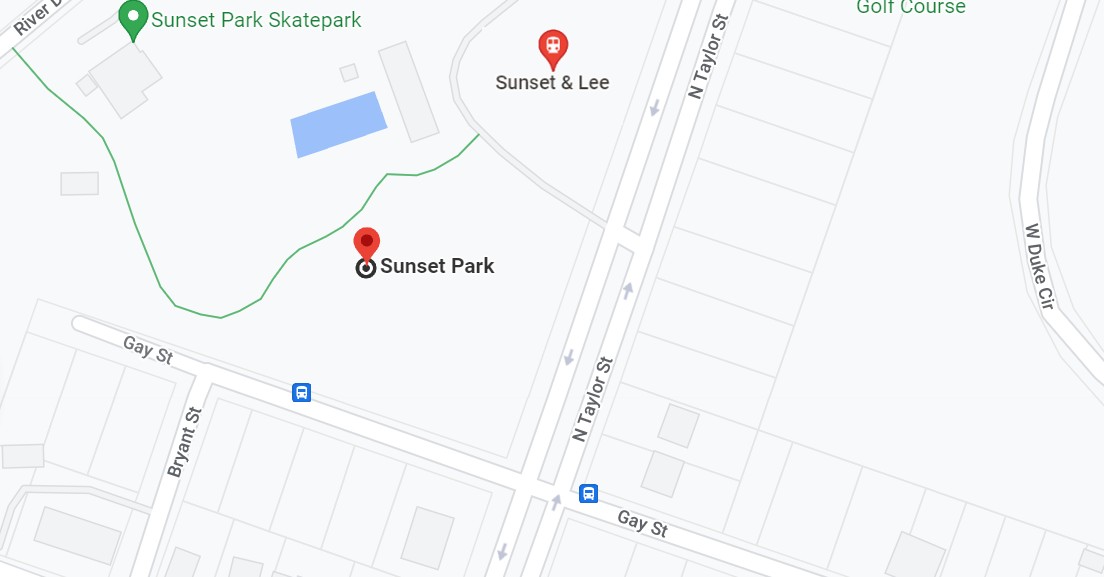 River D
Sunset Park Skatepark
Golf Course
N Taylor St
Sunset & Lee
W Duke Cir
Sunset Park
Gay St
N Taylor St
Bryant St
Gay St